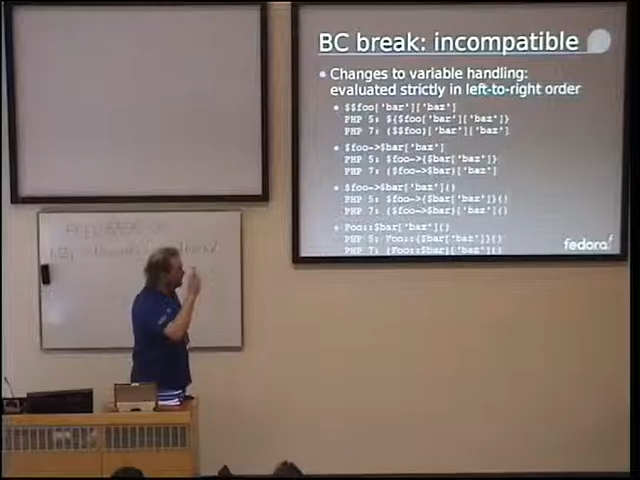 BC break: incompatible
Changes to variable handling:
evaluated strictly in left-to-right order
$$foo['bar']['baz']
PHP 5: ${$foo['bar']['baz']}
PHP 7: ($$foo)['bar']['baz']
$foo->$bar['baz']
PHP 5: $foo->{$bar['baz']}
PHP 7: ($foo->$bar)['baz']
$foo->$bar['baz']()
PHP 5: $foo->{$bar['baz']}()
PHP 7: ($foo->$bar)['baz']()
Foo::$bar['baz']()
PHP 5: Foo::{$bar['baz']}()
PHP 7: (Foo::$bar)['baz']()
fedora